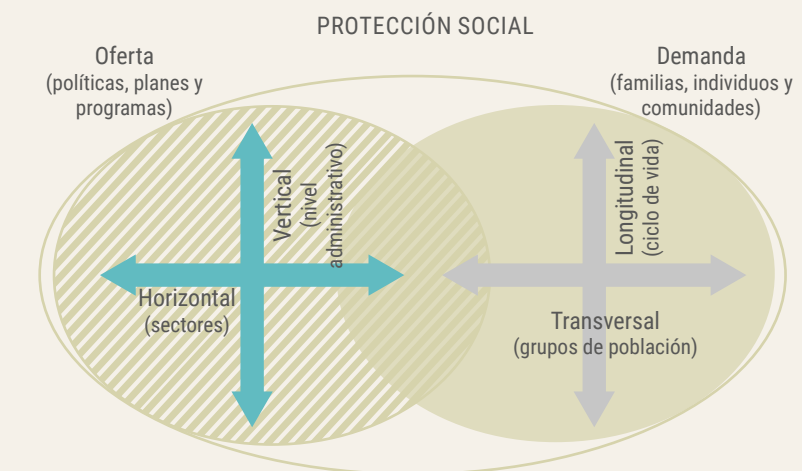 PROTECCIÓN SOCIAL
Oferta
(políticas, planes y
programas)
Demanda
(familias, individuos y
comunidades)
Vertical
(nivel
administrativo)
Horizontal
(sectores)
Longitudinal
(ciclo de vida)
Transversal
(grupos de población)